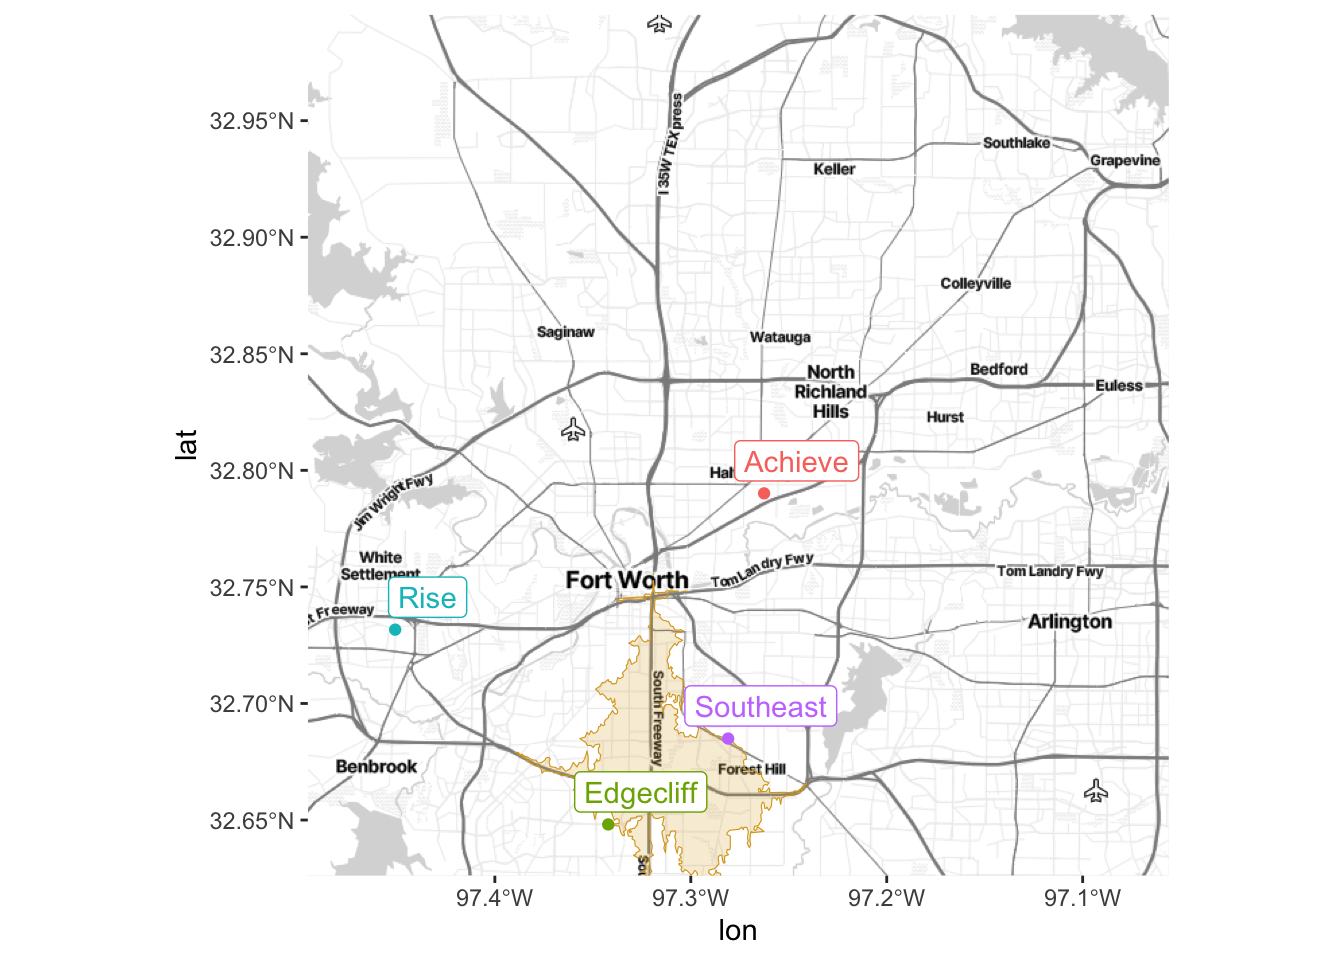 32.95°N
32.90°N
32.85°N
32.80°N
32.75°N
32.70°N
32.65°N
lat
97.4°W
97.3°W
97.2°W
97.1°W
lon
I 35W TEXpress
Southlake
Grapevine
Keller
Colleyville
Saginaw
Watauga
North
Richland
Hills
Bedford
Euless
Hurst
Achieve
Hal
Jim Wright Fwy
White
Settlement
Fort Worth
Tom Landry Fwy
Tom Landry Fwy
Rise
t Freeway
Arlington
South Freeway
Southeast
Forest Hill
Benbrook
Edgecliff
Sou